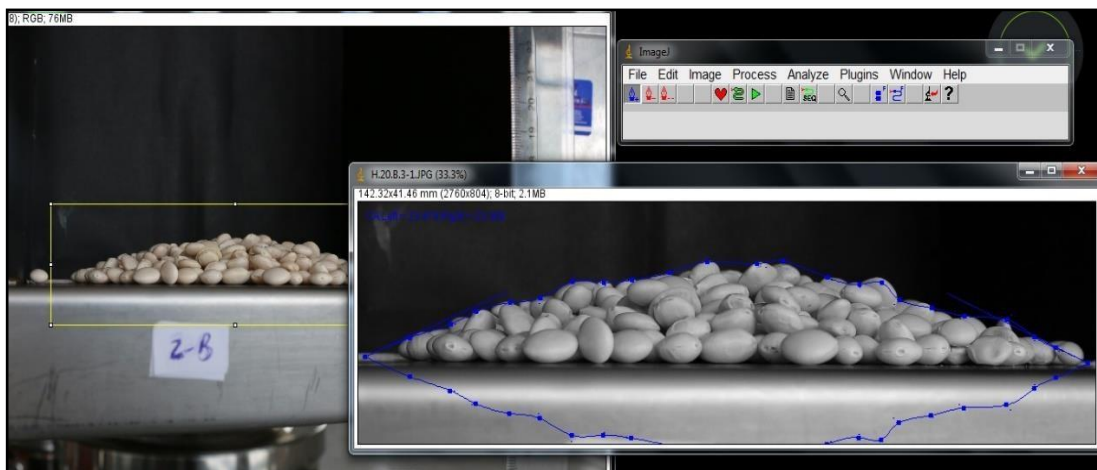 8); RGB; 76MB
ImageJ
File Edit Image Process Analyze Plugins Window Help
SEQ
H.20.B.3-1.JPG (33.3%)
142.32x41.46 mm (2760x804); 8-bit; 2.1MB
2-B